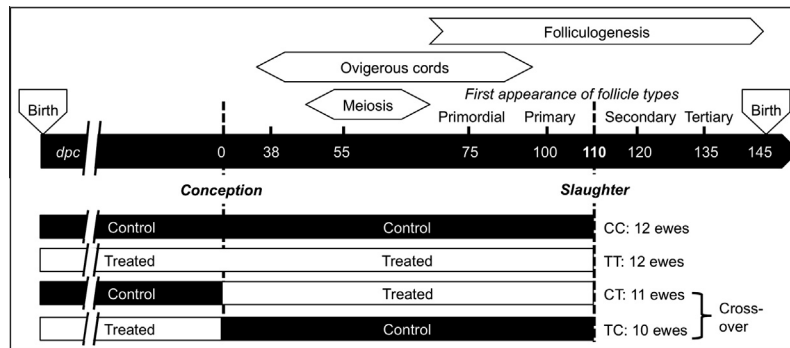 Folliculogenesis
Ovigerous cords
First appearance of follicle types
Birth
Meiosis
Primordial Primary Secondary Tertiary
Birth
dpc 0 38 55 75 100 110 120 135 145
Conception Slaughter
Control Control CC: 12 ewes
Treated Treated TT: 12 ewes
Control Treated CT: 11 ewes
Treated Control TC: 10 ewes
Cross-
over